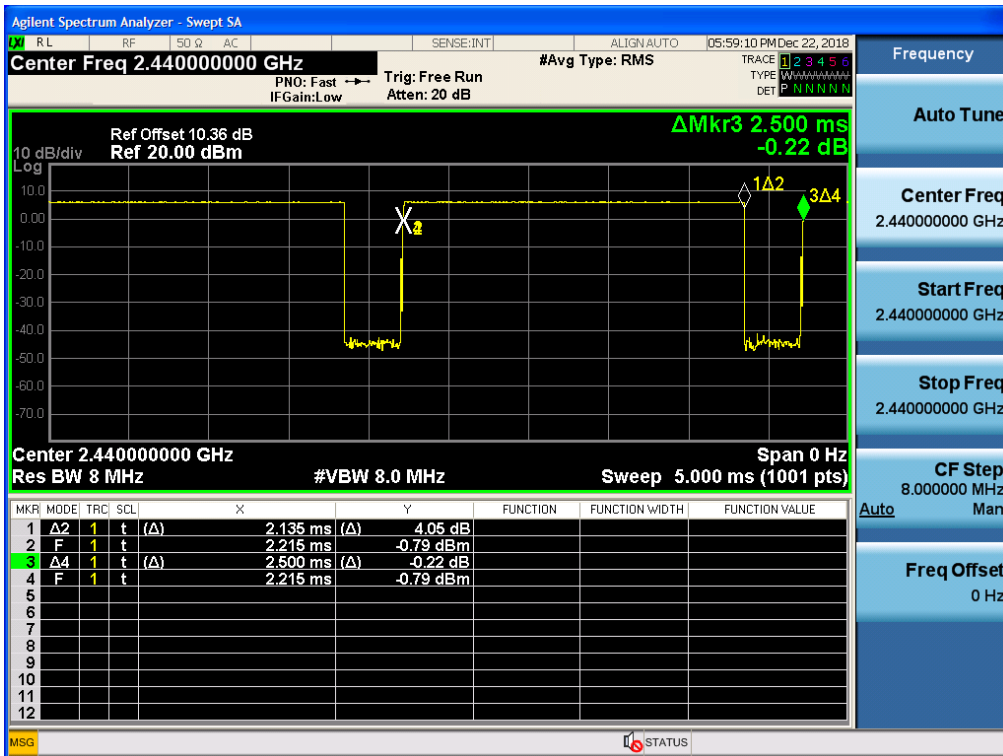 Agilent Spectrum Analyzer - Swept SA
LXI RL RF 50 Ω AC SENSE:INT ALIGN AUTO 05:59:10 PM Dec 22, 2018
Center Freq 2.440000000 GHz #Avg Type: RMS TRACE 1 2 3 4 5 6
PNO: Fast Trig: Free Run TYPE
IFGain:Low Atten: 20 dB DET P N N N N N
Frequency
Auto Tune
Center Freq
2.440000000 GHz
Start Freq
2.440000000 GHz
Stop Freq
2.440000000 GHz
CF Step
8.000000 MHz
Auto Man
Freq Offset
0 Hz
ΔMkr3 2.500 ms
-0.22 dB
Ref Offset 10.36 dB
10 dB/div Ref 20.00 dBm
Log
10.0
0.00
-10.0
-20.0
-30.0
-40.0
-50.0
-60.0
-70.0
1Δ2
3Δ4
Center 2.440000000 GHz Span 0 Hz
Res BW 8 MHz #VBW 8.0 MHz Sweep 5.000 ms (1001 pts)
MKR MODE TRC SCL X Y FUNCTION FUNCTION WIDTH FUNCTION VALUE
1 Δ2 1 t (Δ) 2.135 ms (Δ) 4.05 dB
2 F 1 t 2.215 ms -0.79 dBm
3 Δ4 1 t (Δ) 2.500 ms (Δ) -0.22 dB
4 F 1 t 2.215 ms -0.79 dBm
5
6
7
8
9
10
11
12
MSG STATUS